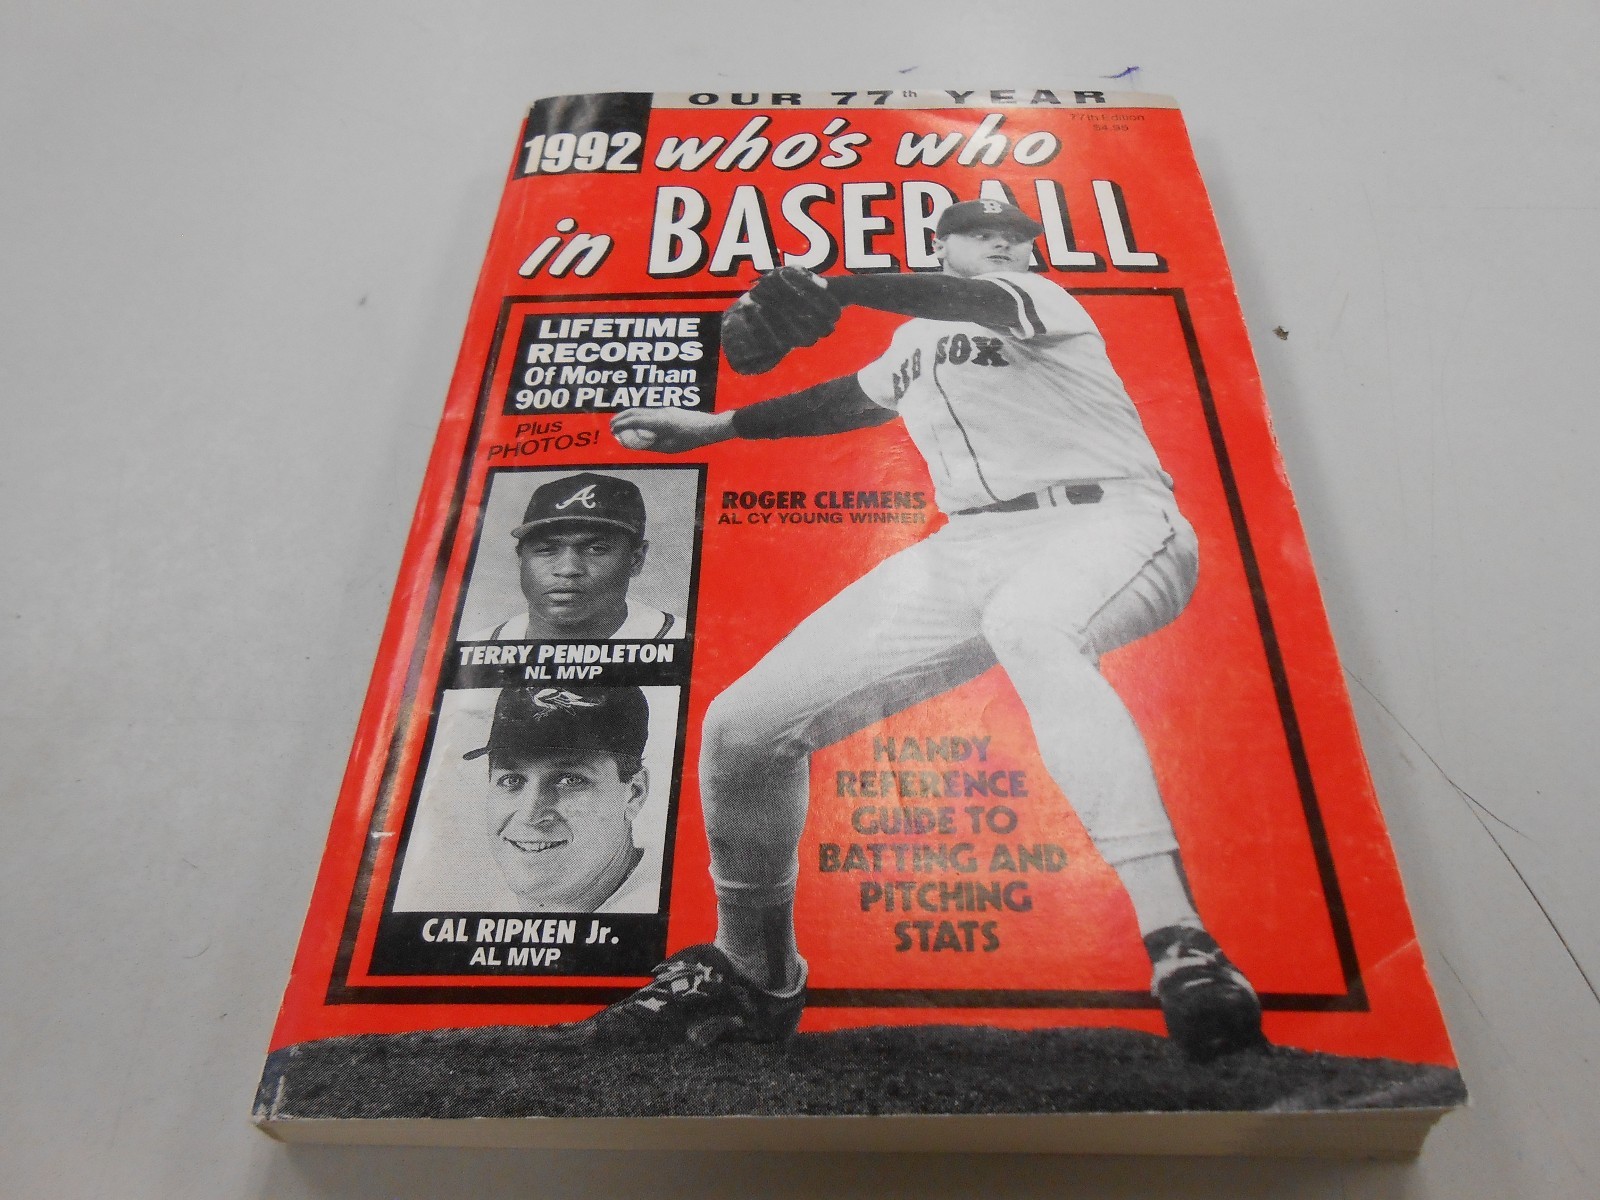 OUR 77th YEAR
77th Edition
$4.95
1992 who's who
in BASEBALL
LIFETIME
RECORDS
Of More Than
900 PLAYERS
Plus
PHOTOS!
B
RED SOX
ROGER CLEMENS
AL CY YOUNG WINNER
A
TERRY PENDLETON
NL MVP
CAL RIPKEN Jr.
AL MVP
HANDY
REFERENCE
GUIDE TO
BATTING AND
PITCHING
STATS